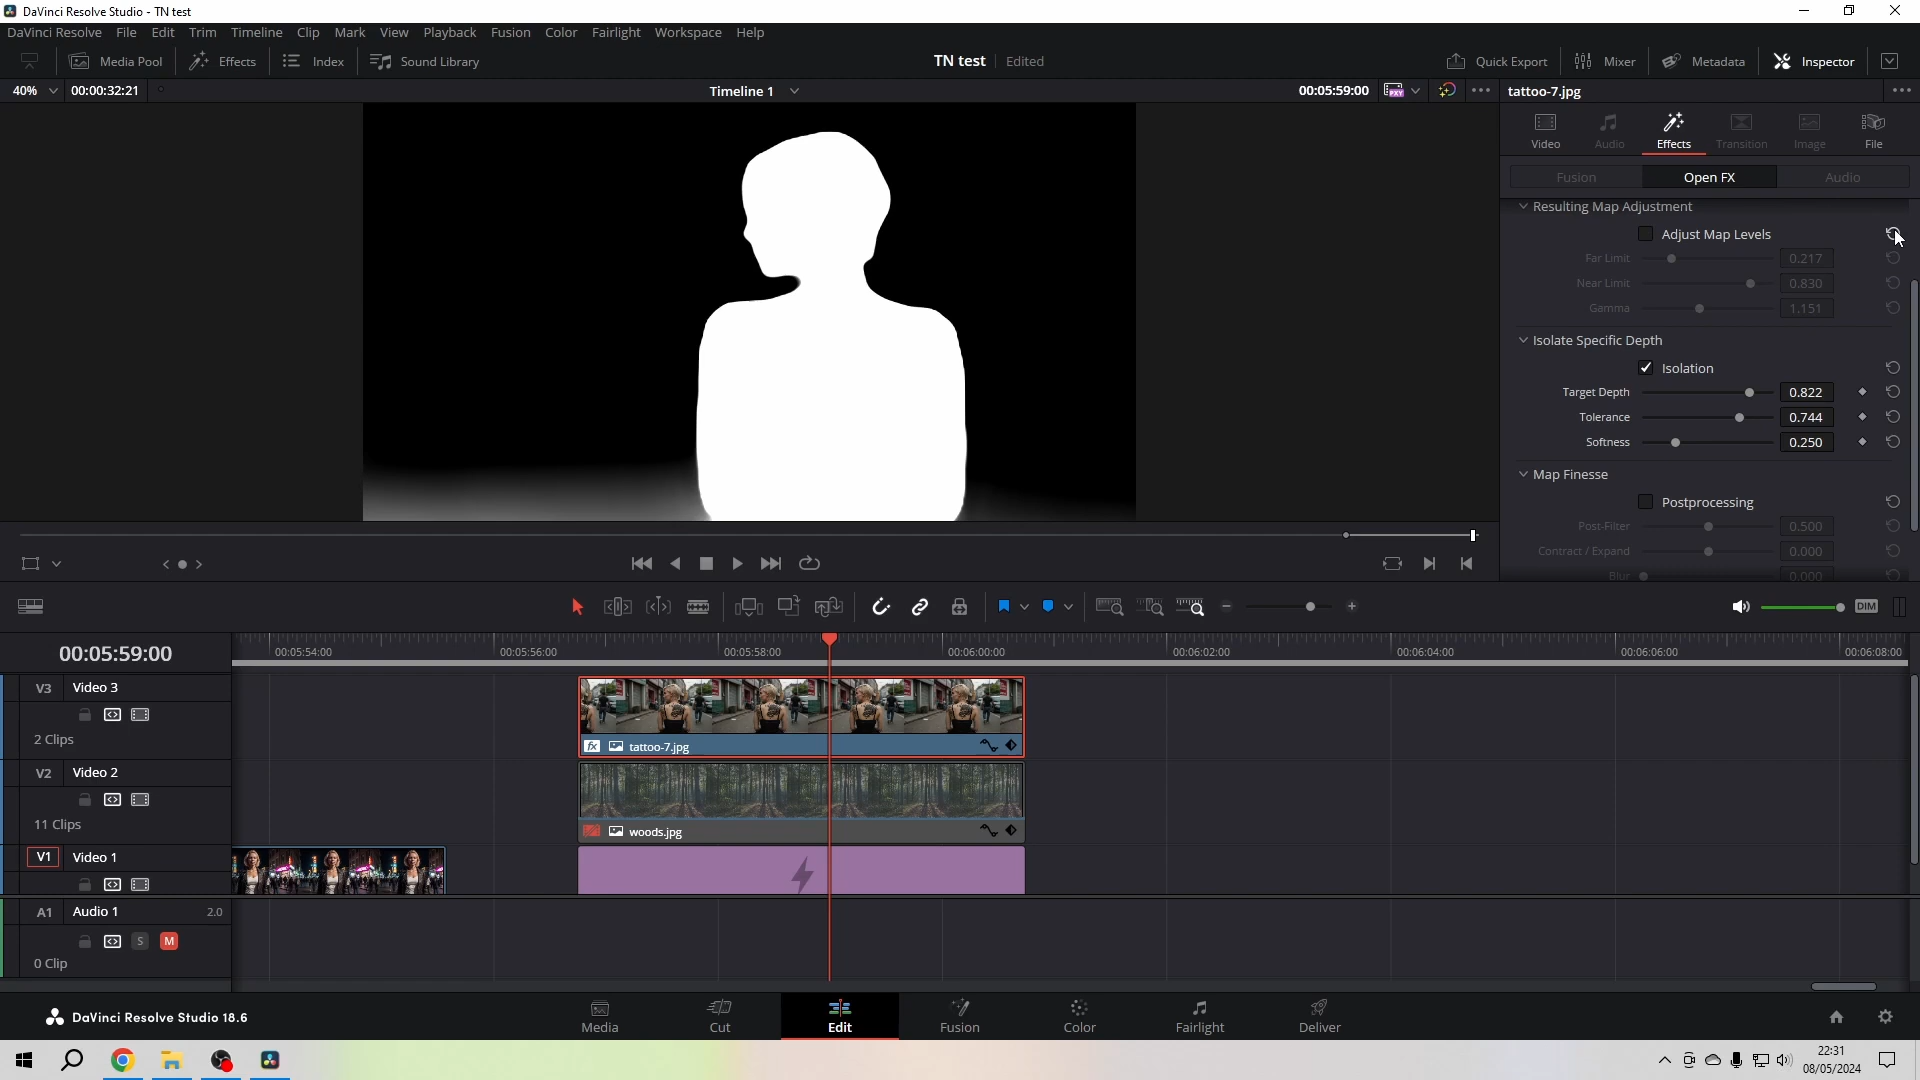 DaVinci Resolve Studio - TN test
DaVinci Resolve File Edit Trim Timeline Clip Mark View Playback Fusion Color Fairlight Workspace Help
Media Pool Effects Index Sound Library TN test Edited Quick Export Mixer Metadata Inspector
40% 00:00:32:21 Timeline 1 00:05:59:00 PXY tattoo-7.jpg
Video Audio Effects Transition Image File
Fusion Open FX Audio
Resulting Map Adjustment
Adjust Map Levels
Far Limit 0.217
Near Limit 0.830
Gamma 1.151
Isolate Specific Depth
Isolation
Target Depth 0.822
Tolerance 0.744
Softness 0.250
Map Finesse
Postprocessing
Post-Filter 0.500
Contract / Expand 0.000
Blur 0.000
DIM
00:05:59:00
00:05:54:00 00:05:56:00 00:05:58:00 00:06:00:00 00:06:02:00 00:06:04:00 00:06:06:00 00:06:08:00
V3 Video 3
2 Clips
fx tattoo-7.jpg
V2 Video 2
11 Clips
woods.jpg
V1 Video 1
A1 Audio 1 2.0
S M
0 Clip
DaVinci Resolve Studio 18.6
Media Cut Edit Fusion Color Fairlight Deliver
22:31
08/05/2024